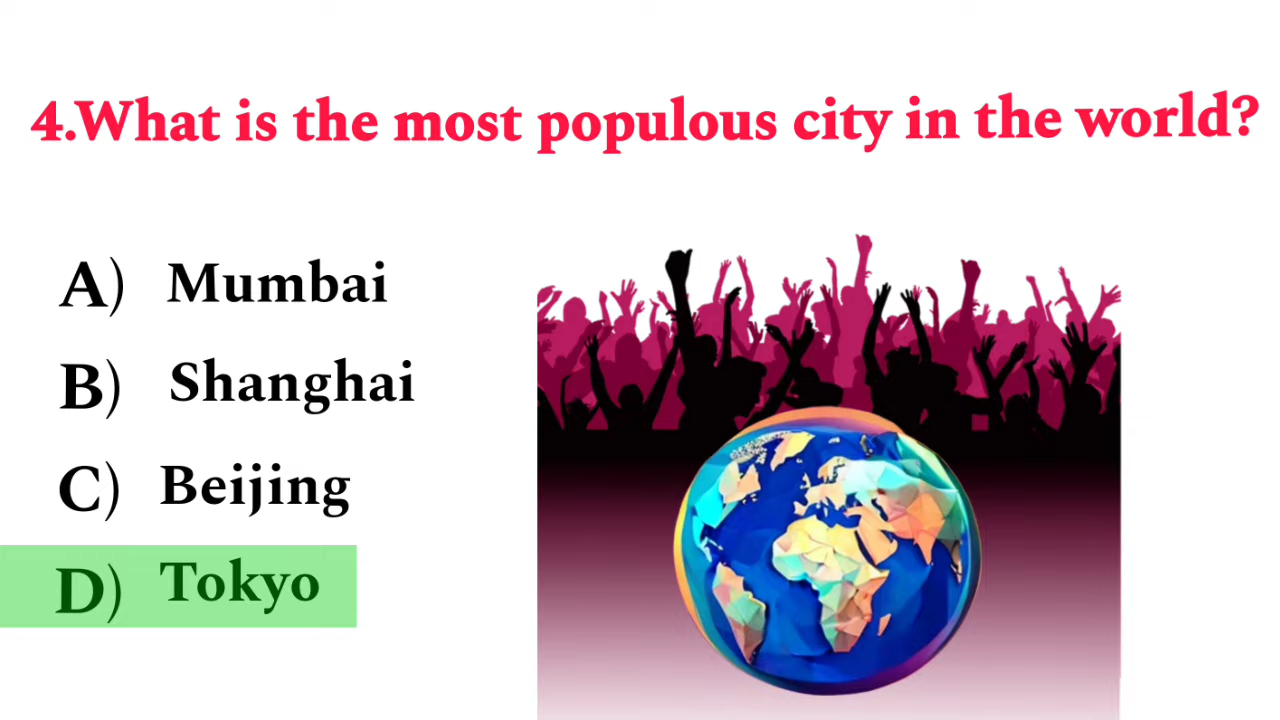 4.What is the most populous city in the world?
A) Mumbai
B) Shanghai
C) Beijing
D) Tokyo